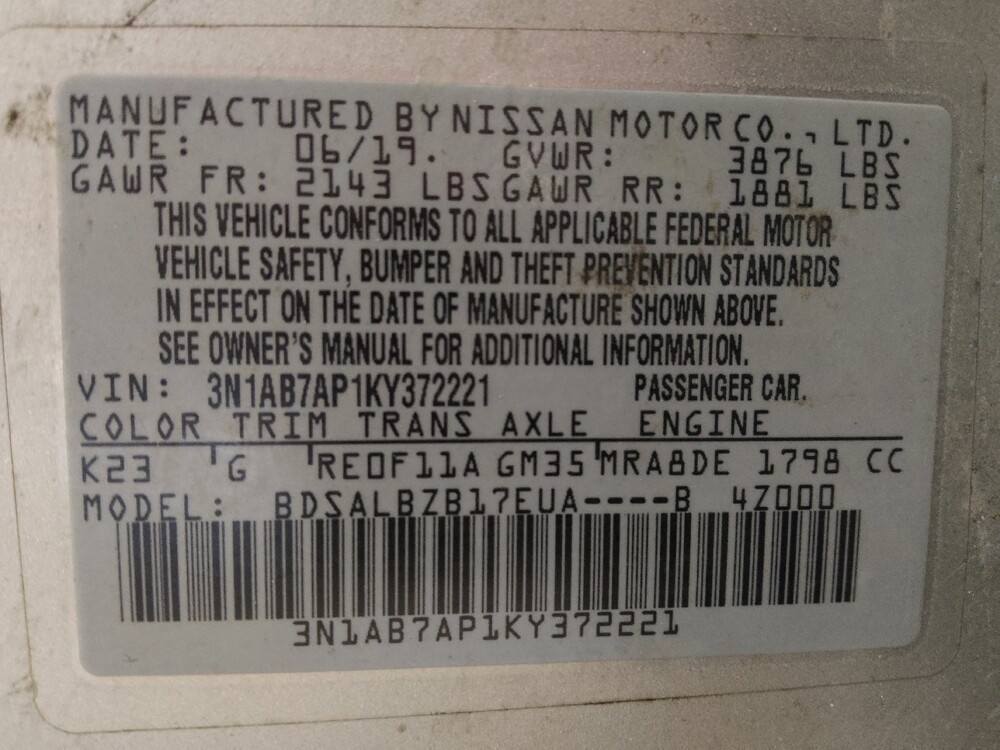 MANUFACTURED BY NISSAN MOTOR CO., LTD.
DATE: 06/19. GVWR: 3876 LBS
GAWR FR: 2143 LBS GAWR RR: 1881 LBS
THIS VEHICLE CONFORMS TO ALL APPLICABLE FEDERAL MOTOR
VEHICLE SAFETY, BUMPER AND THEFT PREVENTION STANDARDS
IN EFFECT ON THE DATE OF MANUFACTURE SHOWN ABOVE.
SEE OWNER'S MANUAL FOR ADDITIONAL INFORMATION.
VIN: 3N1AB7AP1KY372221 PASSENGER CAR.
COLOR TRIM TRANS AXLE ENGINE
K23 G RE0F11A GM35 MRA8DE 1798 CC
MODEL: BDSALBZB17EUA----B 4Z000
3N1AB7AP1KY372221